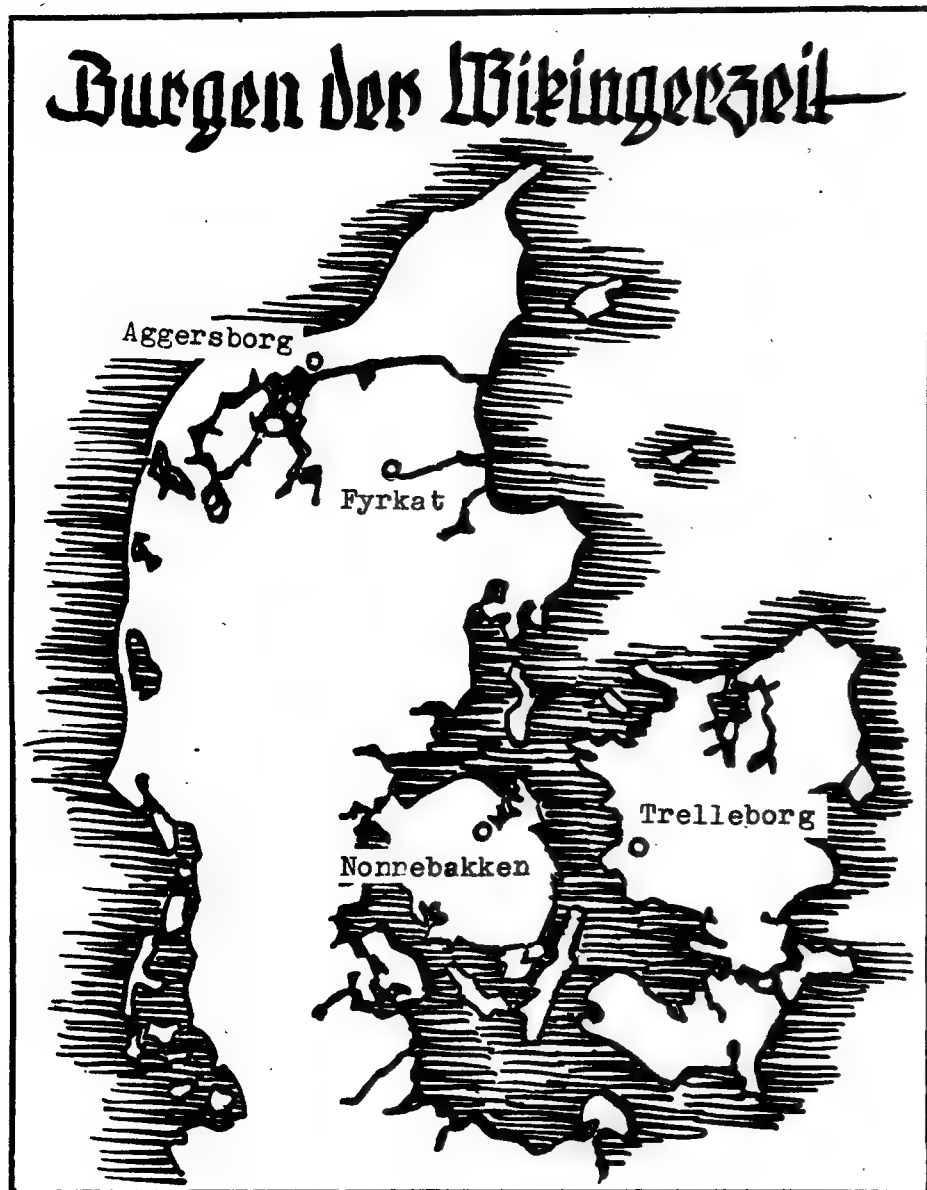 Burgen der Wikingerzeit
Aggersborg
Fyrkat
Trelleborg
Nonnebakken